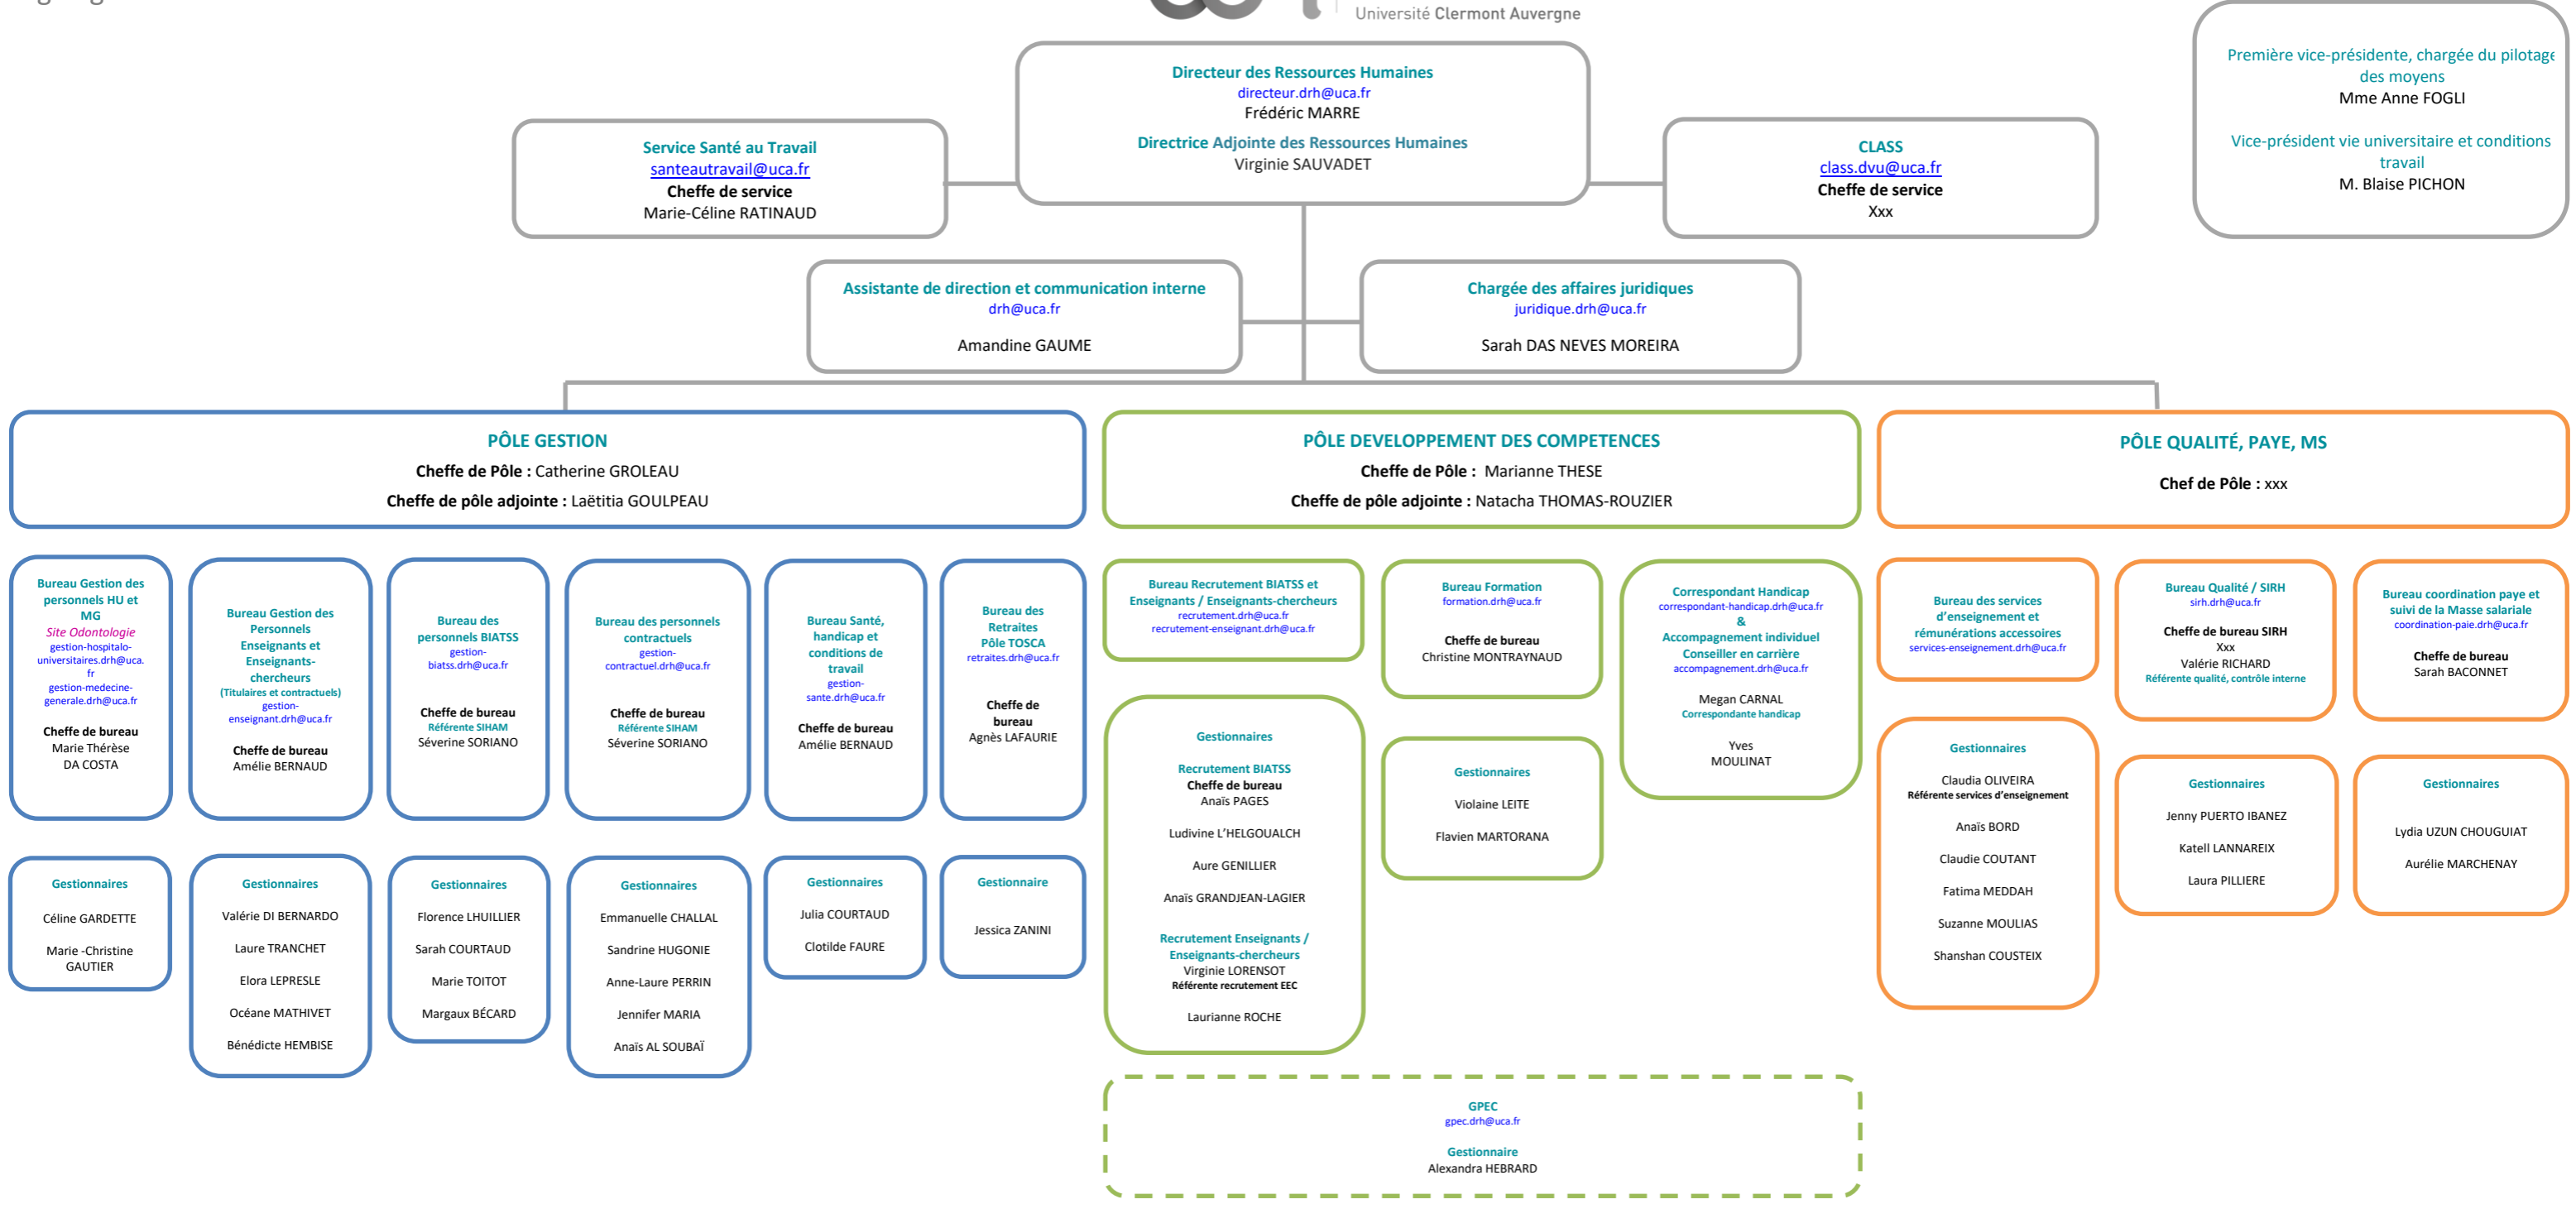 Université Clermont Auvergne
Directeur des Ressources Humaines
directeur.drh@uca.fr
Frédéric MARRE
Directrice Adjointe des Ressources Humaines
Virginie SAUVADET
Première vice-présidente, chargée du pilotage
des moyens
Mme Anne FOGLI
Vice-président vie universitaire et conditions
travail
M. Blaise PICHON
Service Santé au Travail
santeautravail@uca.fr
Cheffe de service
Marie-Céline RATINAUD
CLASS
class.dvu@uca.fr
Cheffe de service
Xxx
Assistante de direction et communication interne
drh@uca.fr
Amandine GAUME
Chargée des affaires juridiques
juridique.drh@uca.fr
Sarah DAS NEVES MOREIRA
PÔLE GESTION
Cheffe de Pôle : Catherine GROLEAU
Cheffe de pôle adjointe : Laëtitia GOULPEAU
PÔLE DEVELOPPEMENT DES COMPETENCES
Cheffe de Pôle : Marianne THESE
Cheffe de pôle adjointe : Natacha THOMAS-ROUZIER
PÔLE QUALITÉ, PAYE, MS
Chef de Pôle : xxx
Bureau Gestion des
personnels HU et
MG
Site Odontologie
gestion-hospitalo-
universitaires.drh@uca.
fr
gestion-medecine-
generale.drh@uca.fr
Cheffe de bureau
Marie Thérèse
DA COSTA
Bureau Gestion des
Personnels
Enseignants et
Enseignants-
chercheurs
(Titulaires et contractuels)
gestion-
enseignant.drh@uca.fr
Cheffe de bureau
Amélie BERNAUD
Bureau des
personnels BIATSS
gestion-
biatss.drh@uca.fr
Cheffe de bureau
Référente SIHAM
Séverine SORIANO
Bureau des personnels
contractuels
gestion-
contractuel.drh@uca.fr
Cheffe de bureau
Référente SIHAM
Séverine SORIANO
Bureau Santé,
handicap et
conditions de
travail
gestion-
sante.drh@uca.fr
Cheffe de bureau
Amélie BERNAUD
Bureau des
Retraites
Pôle TOSCA
retraites.drh@uca.fr
Cheffe de
bureau
Agnès LAFAURIE
Bureau Recrutement BIATSS et
Enseignants / Enseignants-chercheurs
recrutement.drh@uca.fr
recrutement-enseignant.drh@uca.fr
Bureau Formation
formation.drh@uca.fr
Cheffe de bureau
Christine MONTRAYNAUD
Correspondant Handicap
correspondant-handicap.drh@uca.fr
&
Accompagnement individuel
Conseiller en carrière
accompagnement.drh@uca.fr
Megan CARNAL
Correspondante handicap
Yves
MOULINAT
Bureau des services
d'enseignement et
rémunérations accessoires
services-enseignement.drh@uca.fr
Bureau Qualité / SIRH
sirh.drh@uca.fr
Cheffe de bureau SIRH
Xxx
Valérie RICHARD
Référente qualité, contrôle interne
Bureau coordination paye et
suivi de la Masse salariale
coordination-paie.drh@uca.fr
Cheffe de bureau
Sarah BACONNET
Gestionnaires
Céline GARDETTE
Marie -Christine
GAUTIER
Gestionnaires
Valérie DI BERNARDO
Laure TRANCHET
Elora LEPRESLE
Océane MATHIVET
Bénédicte HEMBISE
Gestionnaires
Florence LHUILLIER
Sarah COURTAUD
Marie TOITOT
Margaux BÉCARD
Gestionnaires
Emmanuelle CHALLAL
Sandrine HUGONIE
Anne-Laure PERRIN
Jennifer MARIA
Anaïs AL SOUBAÏ
Gestionnaires
Julia COURTAUD
Clotilde FAURE
Gestionnaire
Jessica ZANINI
Gestionnaires
Recrutement BIATSS
Cheffe de bureau
Anaïs PAGES
Ludivine L'HELGOUALCH
Aure GENILLIER
Anaïs GRANDJEAN-LAGIER
Recrutement Enseignants /
Enseignants-chercheurs
Virginie LORENSOT
Référente recrutement EEC
Laurianne ROCHE
Gestionnaires
Violaine LEITE
Flavien MARTORANA
Gestionnaires
Claudia OLIVEIRA
Référente services d'enseignement
Anaïs BORD
Claudie COUTANT
Fatima MEDDAH
Suzanne MOULIAS
Shanshan COUSTEIX
Gestionnaires
Jenny PUERTO IBANEZ
Katell LANNAREIX
Laura PILLIERE
Gestionnaires
Lydia UZUN CHOUGUIAT
Aurélie MARCHENAY
GPEC
gpec.drh@uca.fr
Gestionnaire
Alexandra HEBRARD